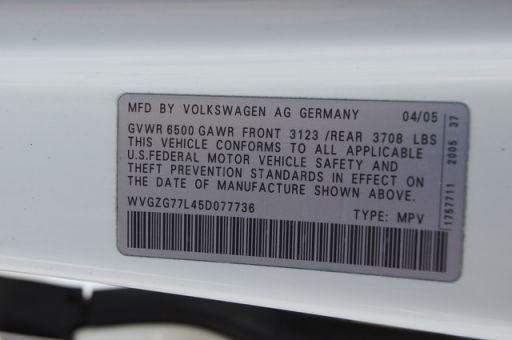 MFD BY VOLKSWAGEN AG GERMANY 04/05
GVWR 6500 GAWR FRONT 3123 /REAR 3708 LBS
THIS VEHICLE CONFORMS TO ALL APPLICABLE
U.S.FEDERAL MOTOR VEHICLE SAFETY AND
THEFT PREVENTION STANDARDS IN EFFECT ON
THE DATE OF MANUFACTURE SHOWN ABOVE.
WVGZG77L45D077736
TYPE: MPV
1757711 2005 37